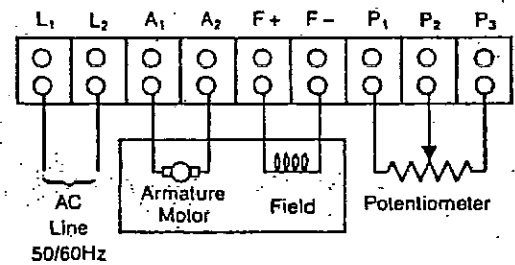 L₁ L₂ A₁ A₂ F+ F− P₁ P₂ P₃
Armature
Motor
Field
Potentiometer
AC
Line
50/60Hz